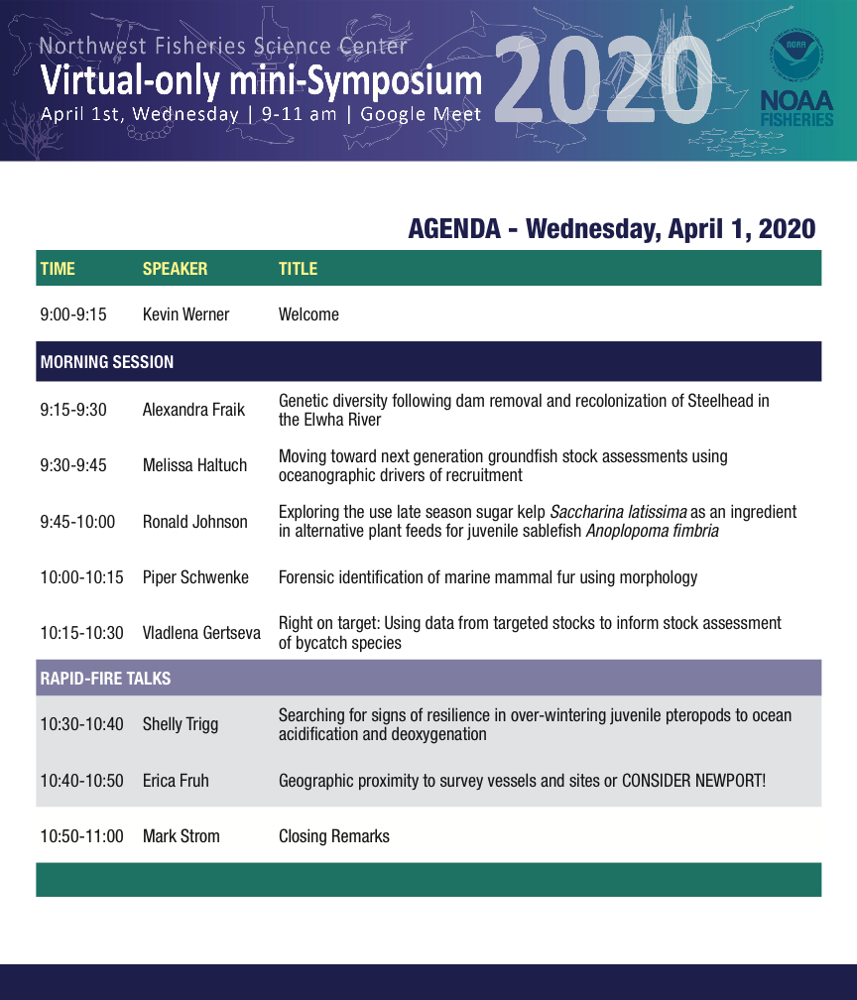 Northwest Fisheries Science Center
Virtual-only mini-Symposium
April 1st, Wednesday | 9-11 am | Google Meet
2020
NOAA
NOAA
FISHERIES
AGENDA - Wednesday, April 1, 2020
TIME SPEAKER TITLE
9:00-9:15 Kevin Werner Welcome
MORNING SESSION
9:15-9:30 Alexandra Fraik Genetic diversity following dam removal and recolonization of Steelhead in
the Elwha River
9:30-9:45 Melissa Haltuch Moving toward next generation groundfish stock assessments using
oceanographic drivers of recruitment
9:45-10:00 Ronald Johnson Exploring the use late season sugar kelp Saccharina latissima as an ingredient
in alternative plant feeds for juvenile sablefish Anoplopoma fimbria
10:00-10:15 Piper Schwenke Forensic identification of marine mammal fur using morphology
10:15-10:30 Vladlena Gertseva Right on target: Using data from targeted stocks to inform stock assessment
of bycatch species
RAPID-FIRE TALKS
10:30-10:40 Shelly Trigg Searching for signs of resilience in over-wintering juvenile pteropods to ocean
acidification and deoxygenation
10:40-10:50 Erica Fruh Geographic proximity to survey vessels and sites or CONSIDER NEWPORT!
10:50-11:00 Mark Strom Closing Remarks